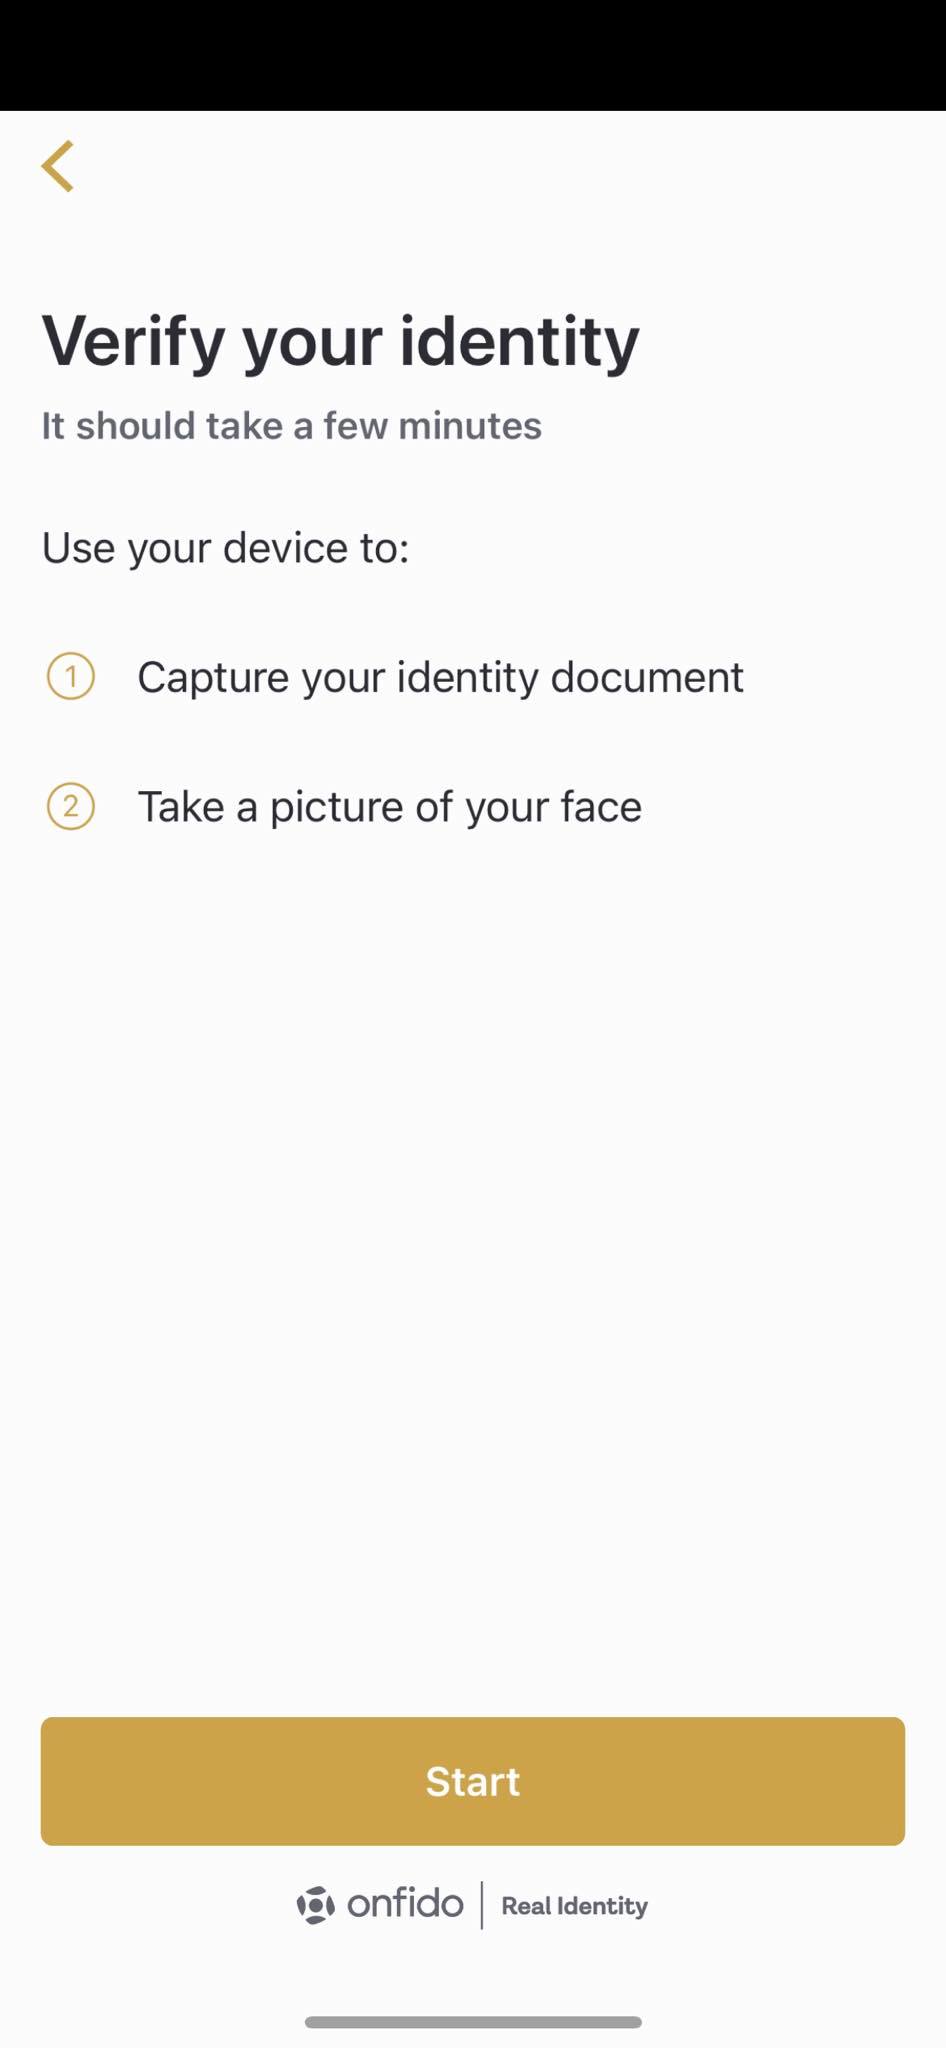 Verify your identity
It should take a few minutes
Use your device to:
1 Capture your identity document
2 Take a picture of your face
Start
onfido | Real Identity